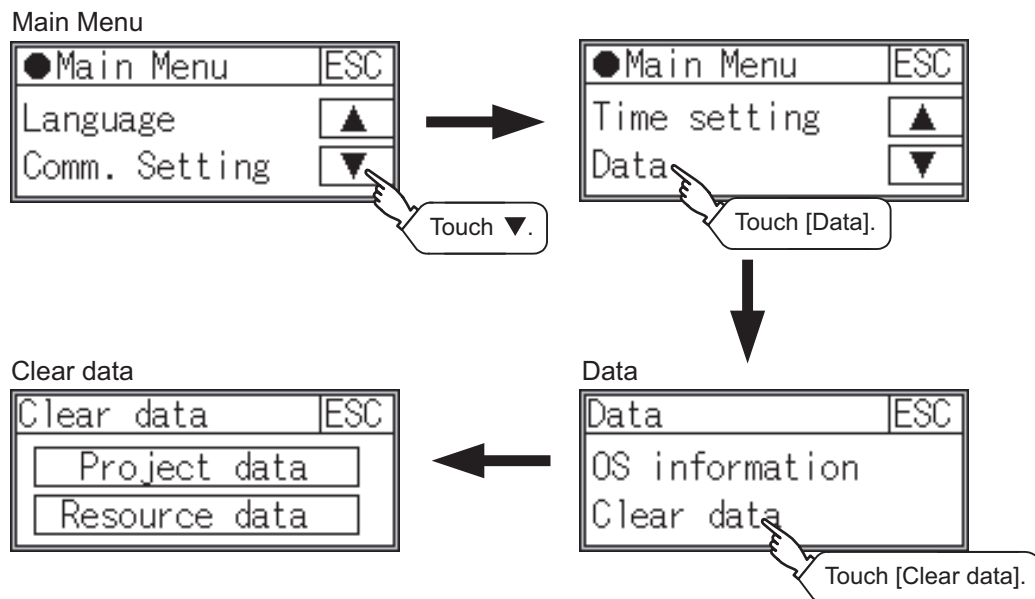 Main Menu
●Main Menu ESC
Language ▲
Comm. Setting ▼
Touch ▼.
●Main Menu ESC
Time setting ▲
Data ▼
Touch [Data].
Data
Data ESC
OS information
Clear data
Touch [Clear data].
Clear data
Clear data ESC
Project data
Resource data